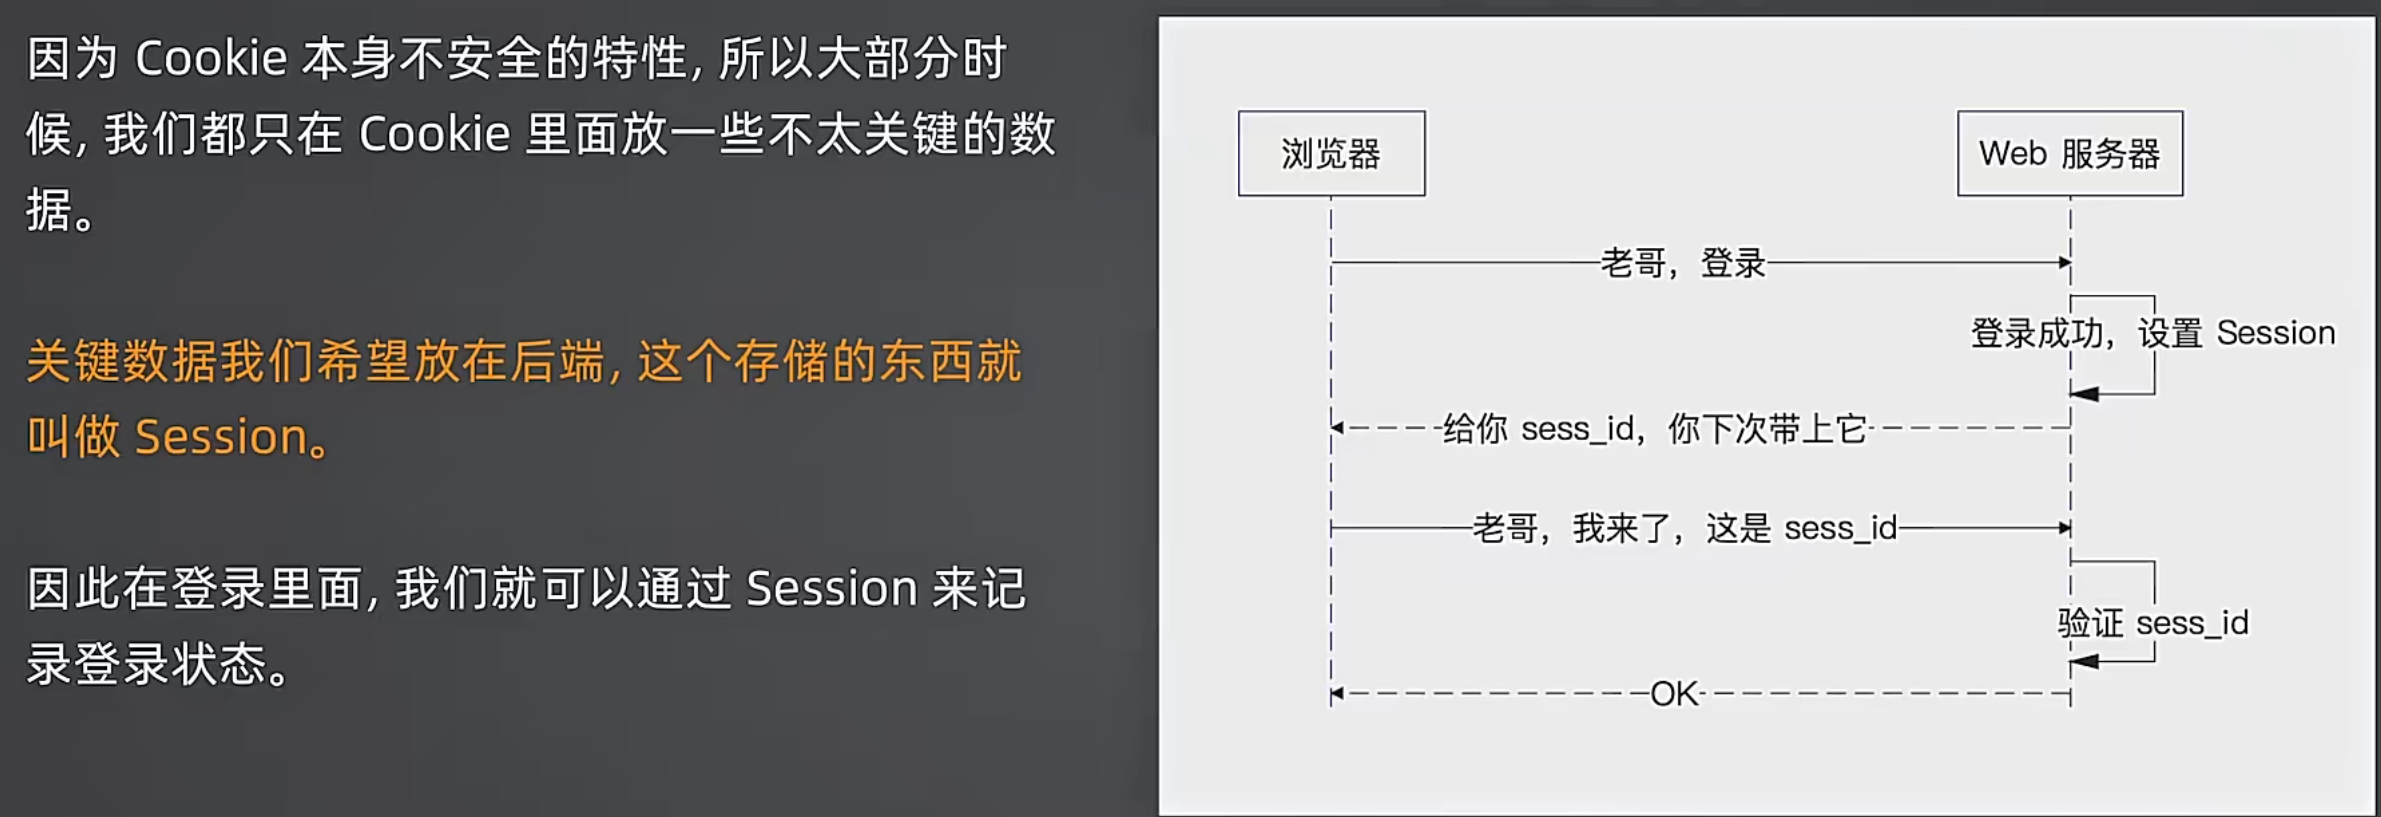 因为 Cookie 本身不安全的特性, 所以大部分时
候, 我们都只在 Cookie 里面放一些不太关键的数
据。
关键数据我们希望放在后端, 这个存储的东西就
叫做 Session。
因此在登录里面, 我们就可以通过 Session 来记
录登录状态。
浏览器
Web 服务器
老哥，登录
登录成功，设置 Session
给你 sess_id，你下次带上它
老哥，我来了，这是 sess_id
验证 sess_id
OK